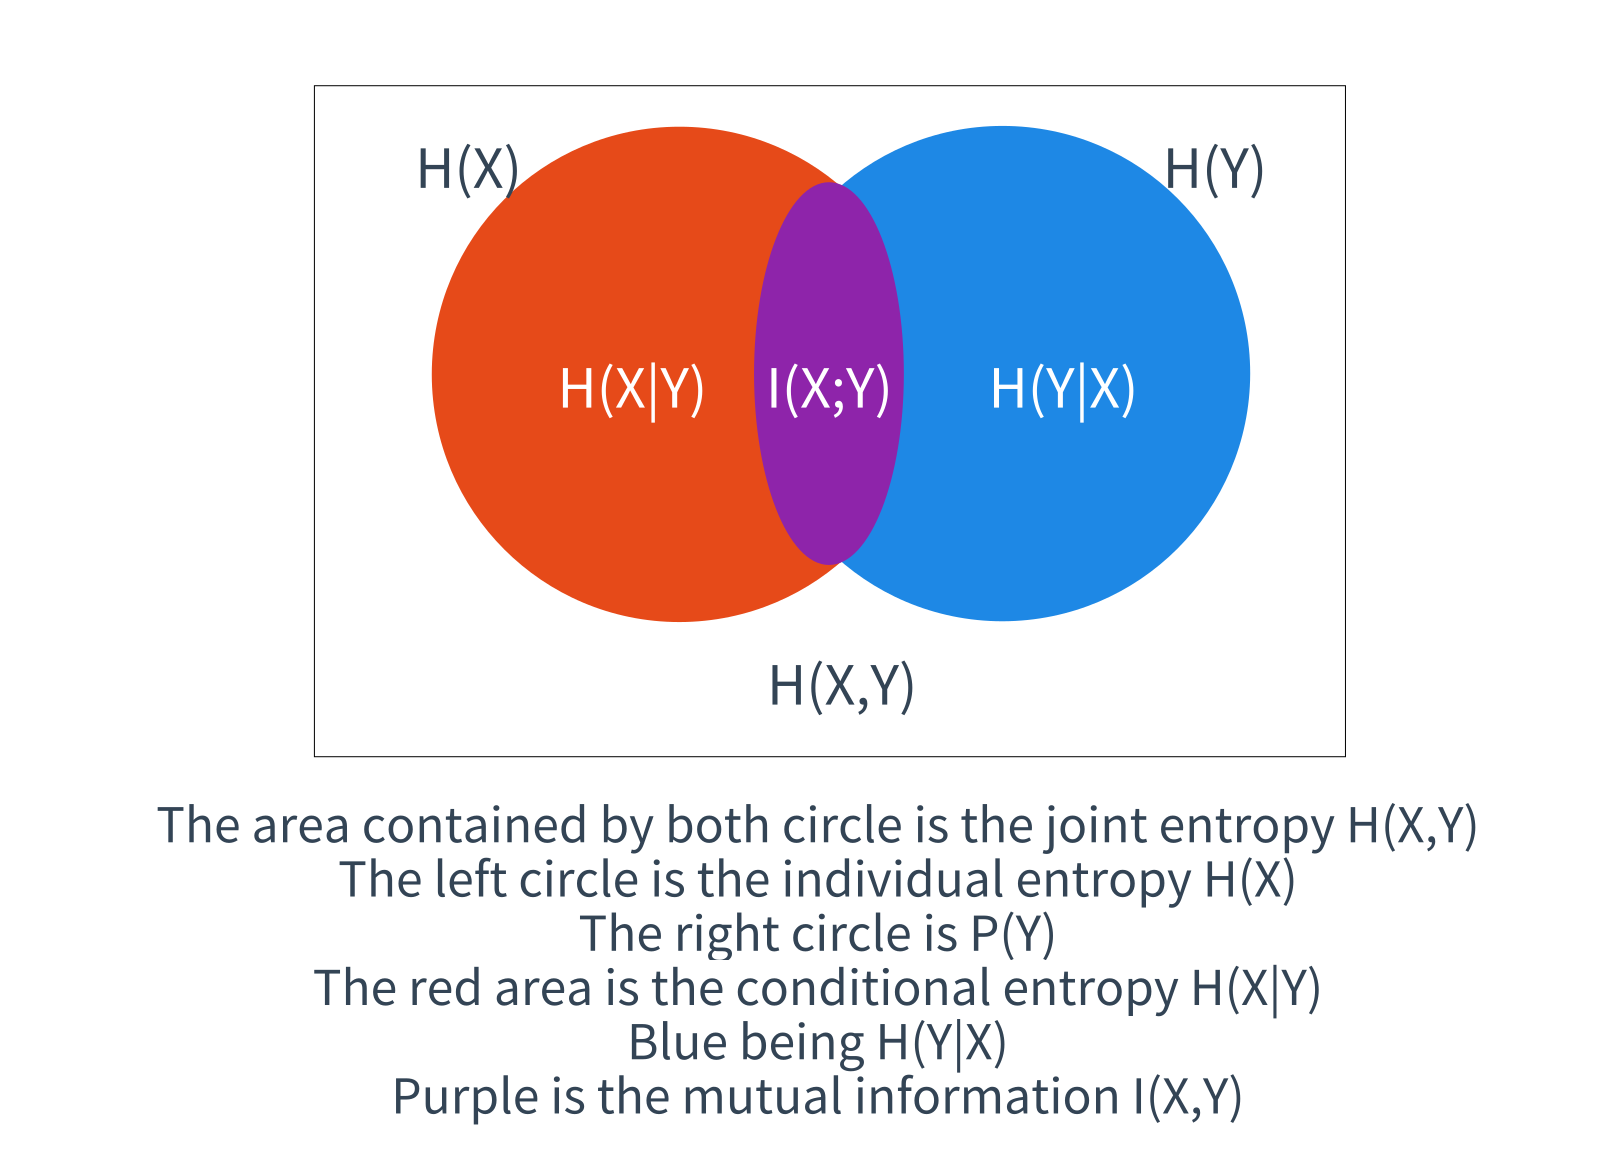 H(X)
H(Y)
H(X|Y)
I(X;Y)
H(Y|X)
H(X,Y)
The area contained by both circle is the joint entropy H(X,Y)
The left circle is the individual entropy H(X)
The right circle is P(Y)
The red area is the conditional entropy H(X|Y)
Blue being H(Y|X)
Purple is the mutual information I(X,Y)